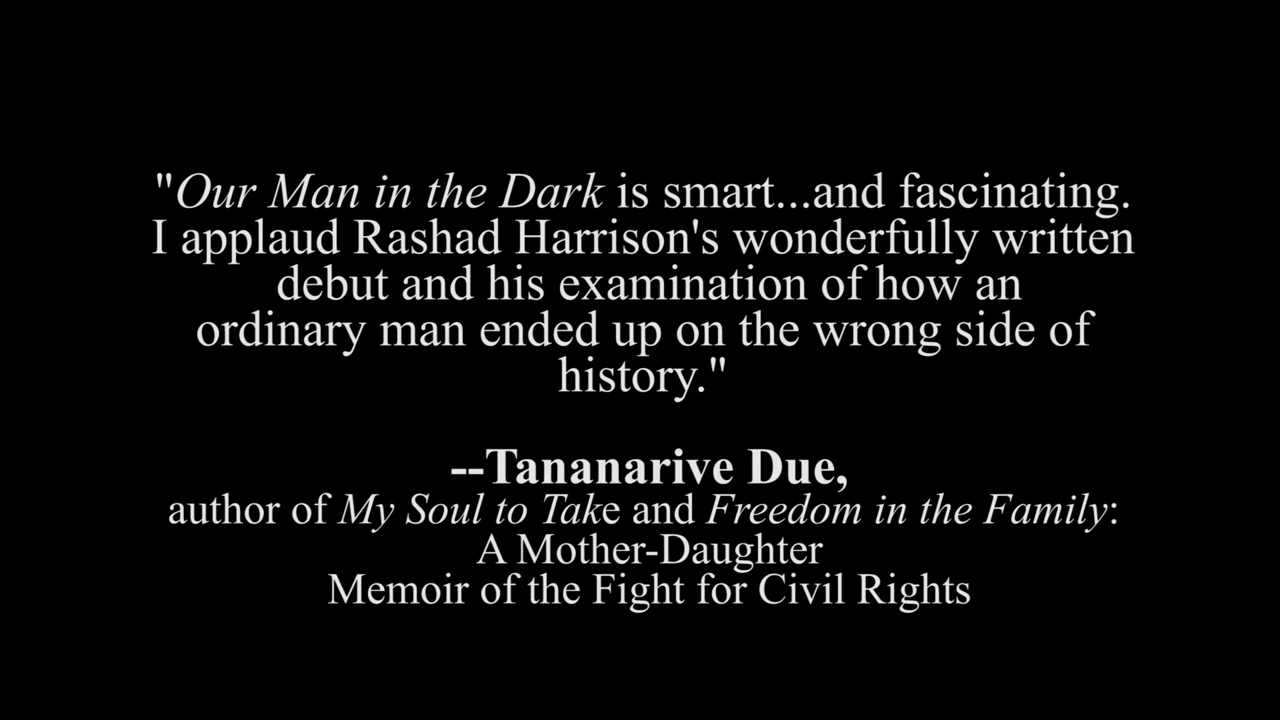 "Our Man in the Dark is smart...and fascinating.
I applaud Rashad Harrison's wonderfully written
debut and his examination of how an
ordinary man ended up on the wrong side of
history."
--Tananarive Due,
author of My Soul to Take and Freedom in the Family:
A Mother-Daughter
Memoir of the Fight for Civil Rights